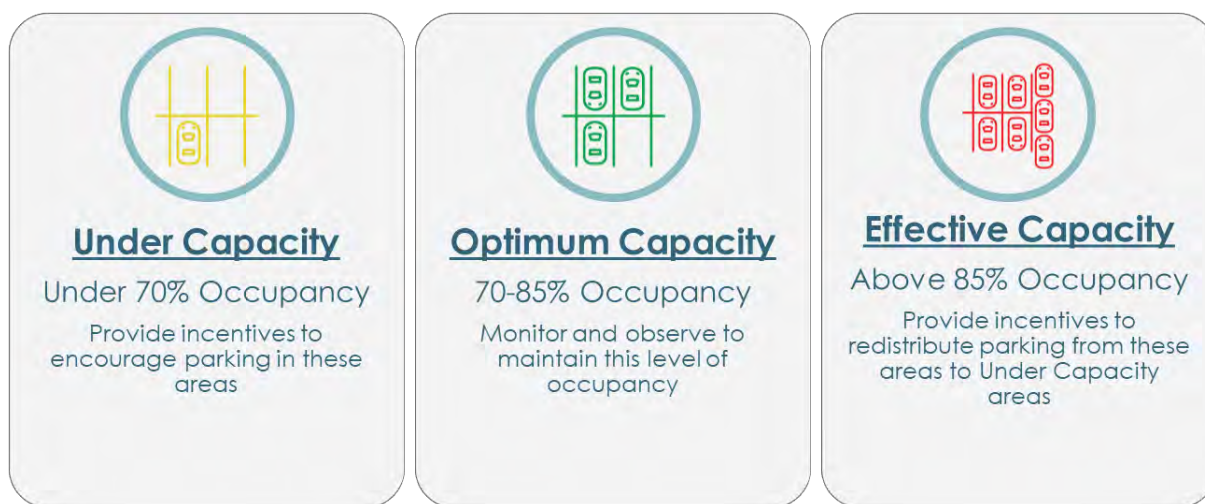 Under Capacity
Under 70% Occupancy
Provide incentives to
encourage parking in these
areas
Optimum Capacity
70-85% Occupancy
Monitor and observe to
maintain this level of
occupancy
Effective Capacity
Above 85% Occupancy
Provide incentives to
redistribute parking from these
areas to Under Capacity
areas